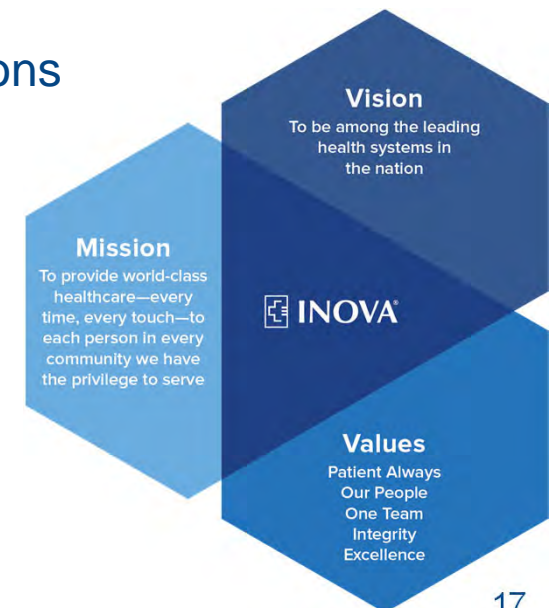 ons
Vision
To be among the leading
health systems in
the nation
Mission
To provide world-class
healthcare—every
time, every touch—to
each person in every
community we have
the privilege to serve
INOVA®
Values
Patient Always
Our People
One Team
Integrity
Excellence
17